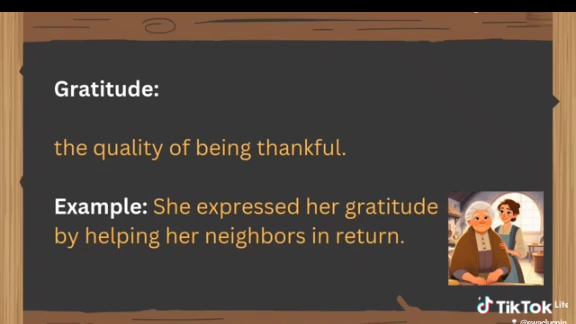 Gratitude:
the quality of being thankful.
Example: She expressed her gratitude
by helping her neighbors in return.
TikTok Lite